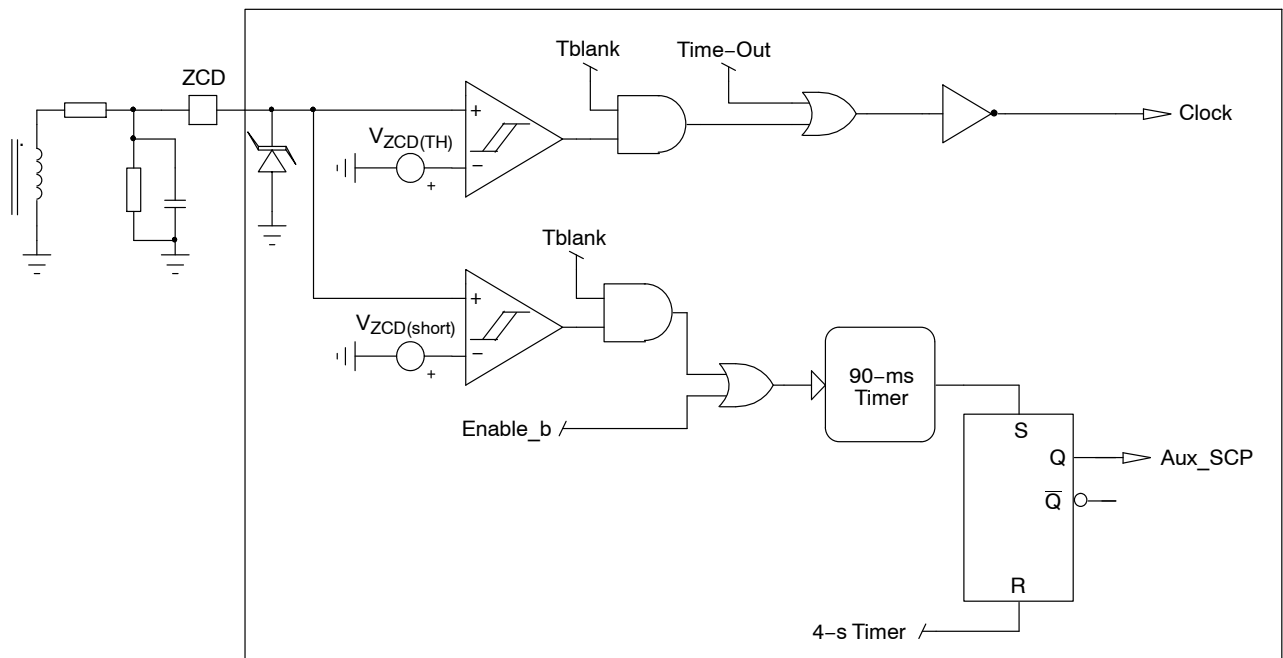 Tblank
Time−Out
ZCD
+
VZCD(TH)
−
+
Clock
Tblank
+
VZCD(short)
−
+
90−ms
Timer
Enable_b
S
Q
Aux_SCP
Q̅
R
4−s Timer